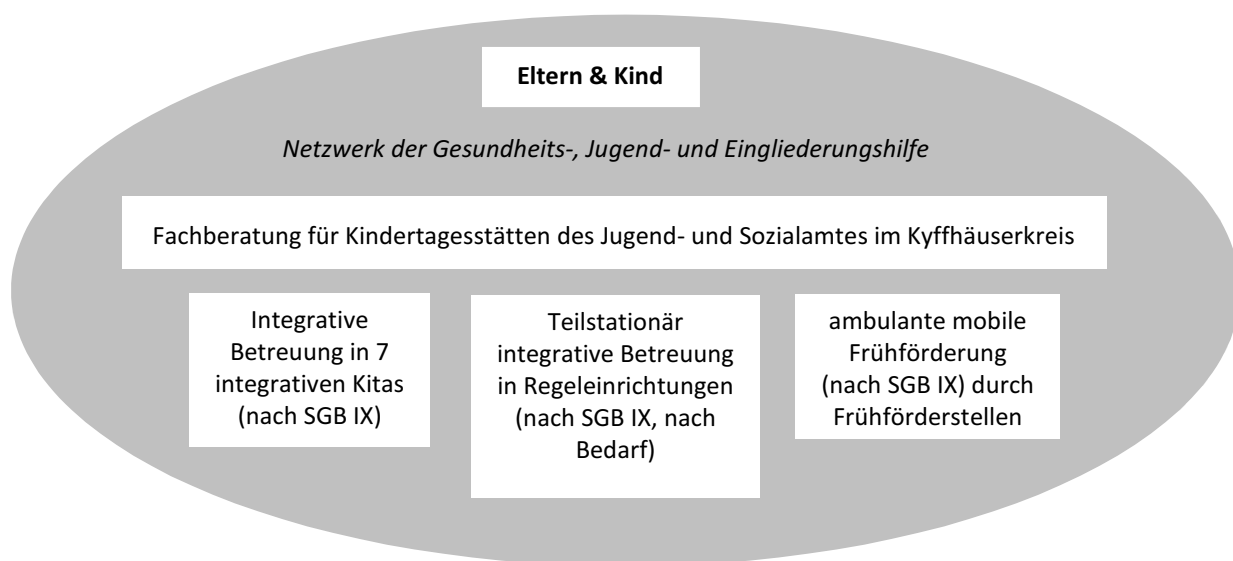 Eltern & Kind
Netzwerk der Gesundheits-, Jugend- und Eingliederungshilfe
Fachberatung für Kindertagesstätten des Jugend- und Sozialamtes im Kyffhäuserkreis
Integrative
Betreuung in 7
integrativen Kitas
(nach SGB IX)
Teilstationär
integrative Betreuung
in Regeleinrichtungen
(nach SGB IX, nach
Bedarf)
ambulante mobile
Frühförderung
(nach SGB IX) durch
Frühförderstellen